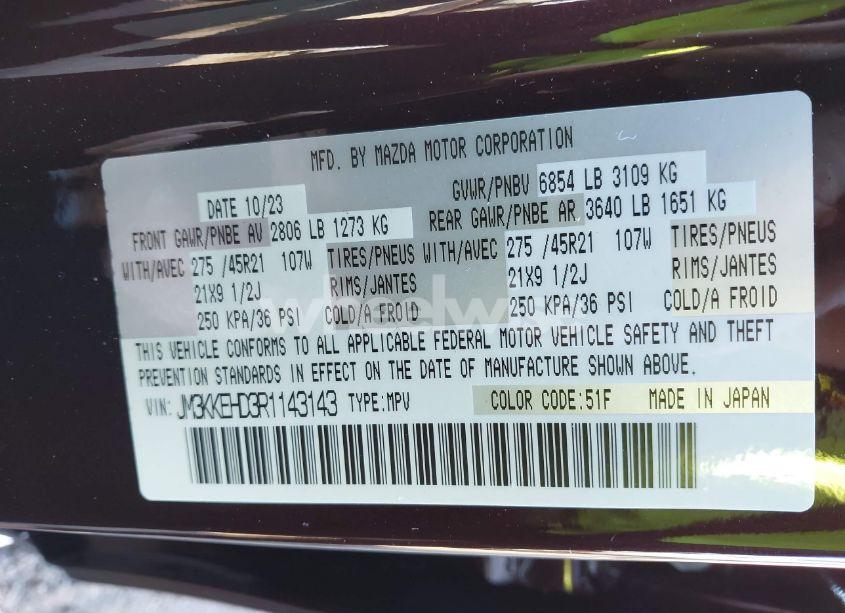 MFD. BY MAZDA MOTOR CORPORATION
DATE 10/23 GVWR/PNBV 6854 LB 3109 KG
FRONT GAWR/PNBE AV 2806 LB 1273 KG REAR GAWR/PNBE AR 3640 LB 1651 KG
WITH/AVEC 275 /45R21 107W TIRES/PNEUS WITH/AVEC 275 /45R21 107W TIRES/PNEUS
21X9 1/2J RIMS/JANTES 21X9 1/2J RIMS/JANTES
250 KPA/36 PSI COLD/A FROID 250 KPA/36 PSI COLD/A FROID
THIS VEHICLE CONFORMS TO ALL APPLICABLE FEDERAL MOTOR VEHICLE SAFETY AND THEFT
PREVENTION STANDARDS IN EFFECT ON THE DATE OF MANUFACTURE SHOWN ABOVE.
VIN: JM3KKEHD3R1143143 TYPE:MPV COLOR CODE:51F MADE IN JAPAN